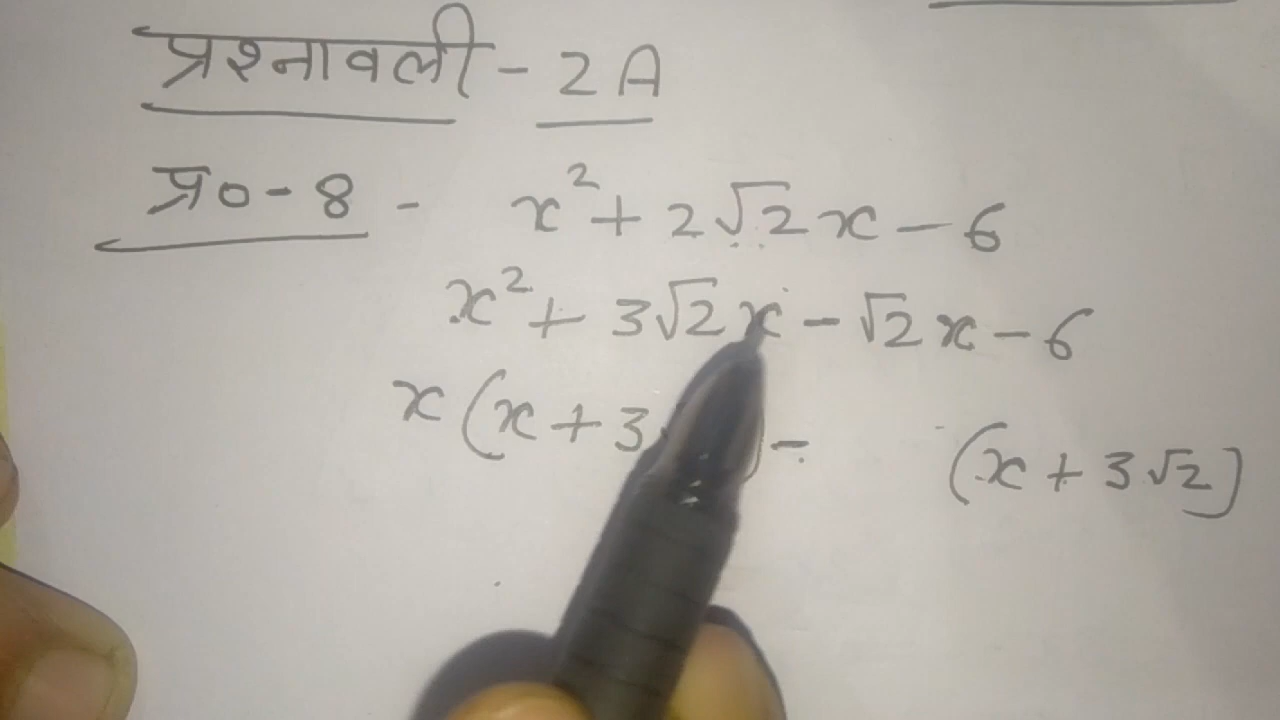 प्रश्नावली - 2A
प्र० - 8 - x² + 2√2x - 6
x² + 3√2x - √2x - 6
x(x + 3 ) - (x + 3√2)